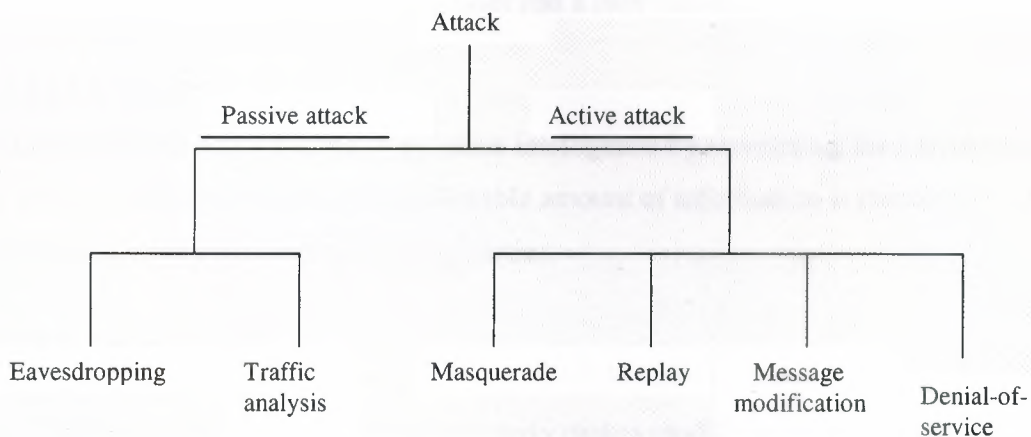 Attack
Passive attack
Active attack
Eavesdropping
Traffic
analysis
Masquerade
Replay
Message
modification
Denial-of-
service